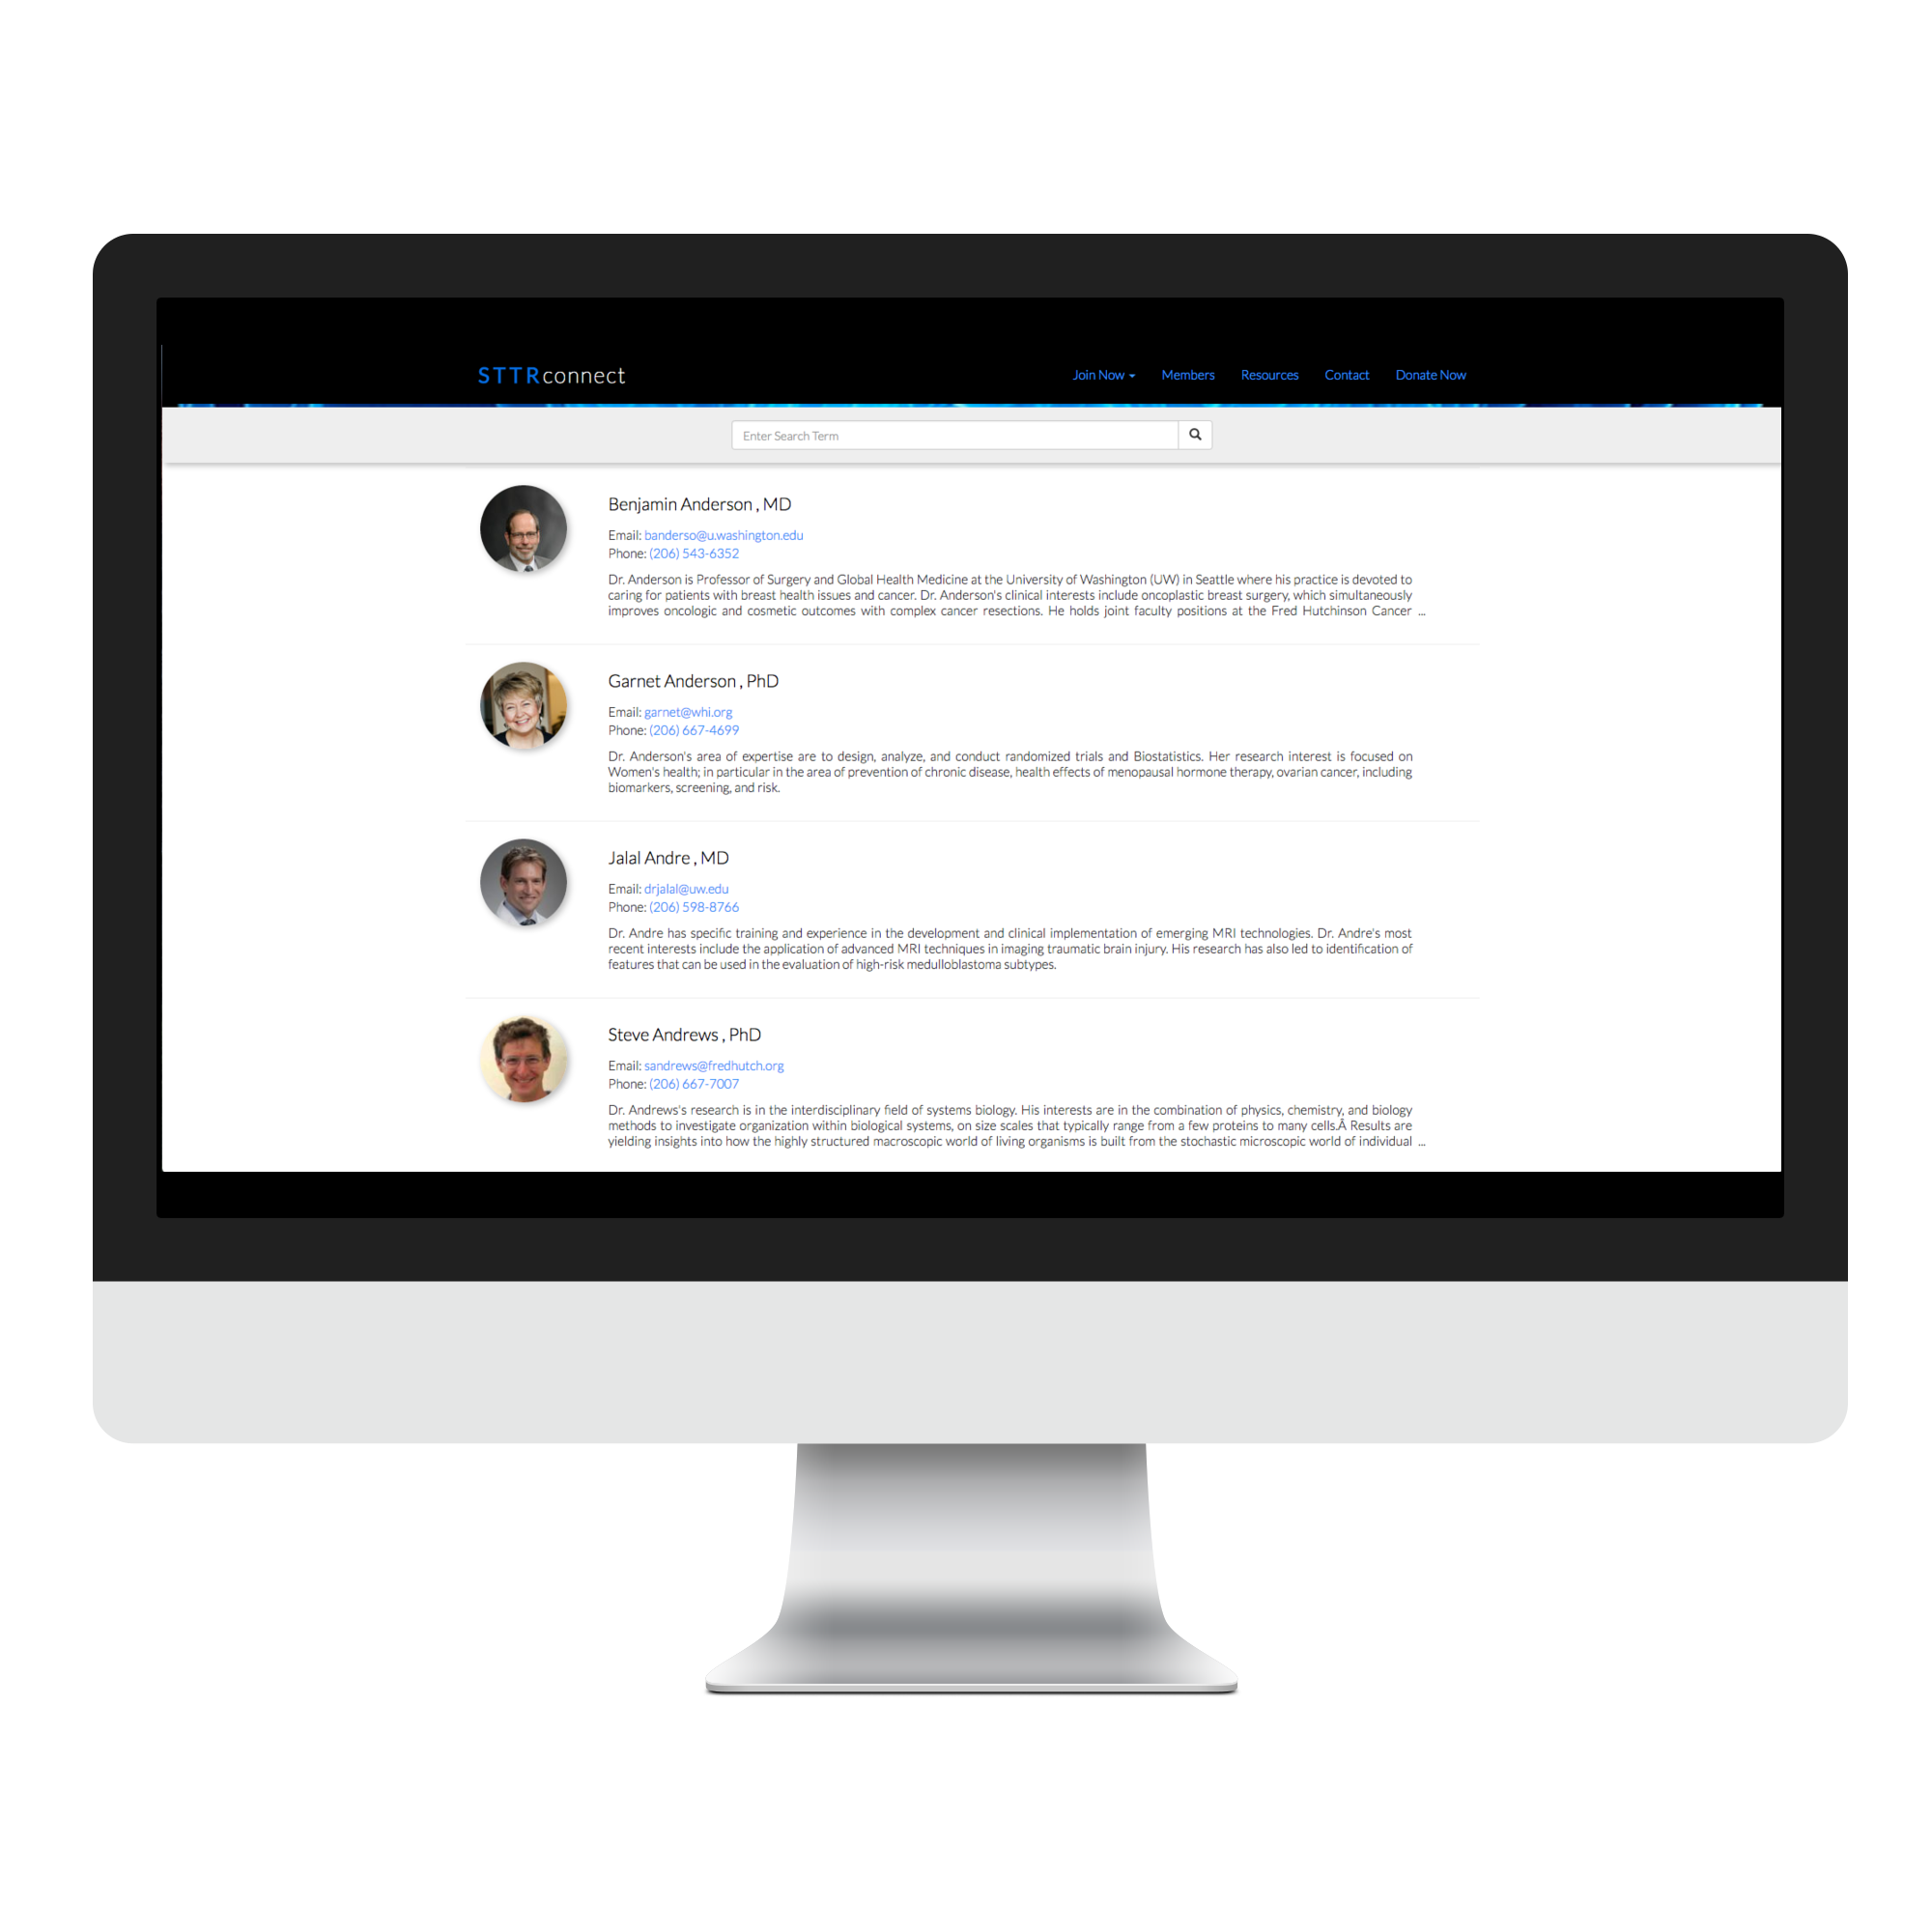 STTRconnect
Join Now Members Resources Contact Donate Now
Enter Search Term
Benjamin Anderson , MD
Email: banderso@u.washington.edu
Phone: (206) 543-6352
Dr. Anderson is Professor of Surgery and Global Health Medicine at the University of Washington (UW) in Seattle where his practice is devoted to
caring for patients with breast health issues and cancer. Dr. Anderson's clinical interests include oncoplastic breast surgery, which simultaneously
improves oncologic and cosmetic outcomes with complex cancer resections. He holds joint faculty positions at the Fred Hutchinson Cancer ...
Garnet Anderson , PhD
Email: garnet@whi.org
Phone: (206) 667-4699
Dr. Anderson's area of expertise are to design, analyze, and conduct randomized trials and Biostatistics. Her research interest is focused on
Women's health; in particular in the area of prevention of chronic disease, health effects of menopausal hormone therapy, ovarian cancer, including
biomarkers, screening, and risk.
Jalal Andre , MD
Email: drjalal@uw.edu
Phone: (206) 598-8766
Dr. Andre has specific training and experience in the development and clinical implementation of emerging MRI technologies. Dr. Andre's most
recent interests include the application of advanced MRI techniques in imaging traumatic brain injury. His research has also led to identification of
features that can be used in the evaluation of high-risk medulloblastoma subtypes.
Steve Andrews , PhD
Email: sandrews@fredhutch.org
Phone: (206) 667-7007
Dr. Andrews's research is in the interdisciplinary field of systems biology. His interests are in the combination of physics, chemistry, and biology
methods to investigate organization within biological systems, on size scales that typically range from a few proteins to many cells.Â Results are
yielding insights into how the highly structured macroscopic world of living organisms is built from the stochastic microscopic world of individual ...